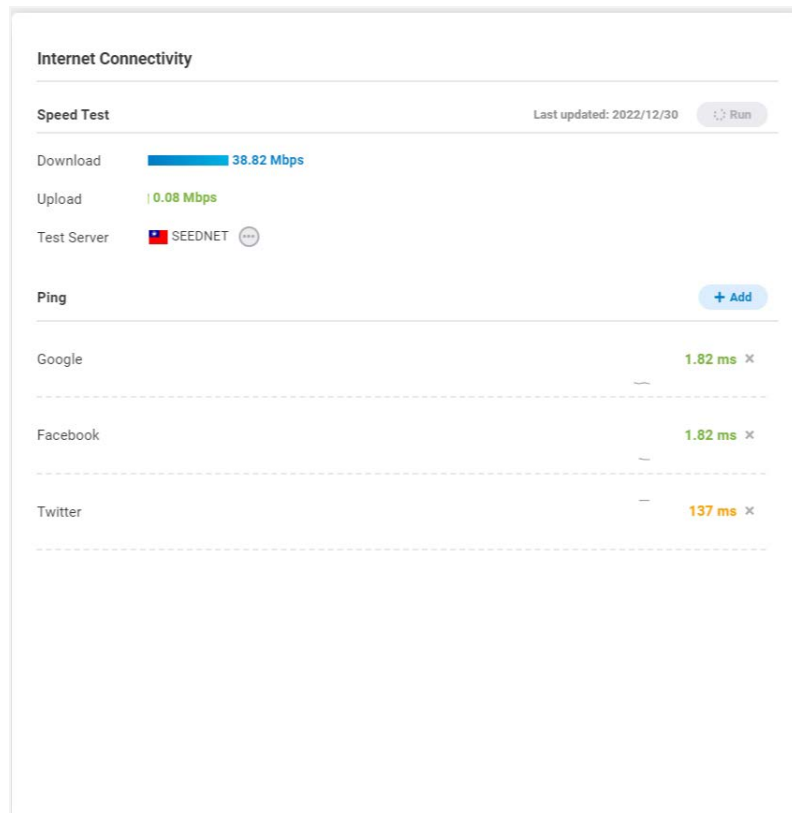 Internet Connectivity
Speed Test Last updated: 2022/12/30 Run
Download 38.82 Mbps
Upload 0.08 Mbps
Test Server SEEDNET
Ping + Add
Google 1.82 ms ×
Facebook 1.82 ms ×
Twitter 137 ms ×